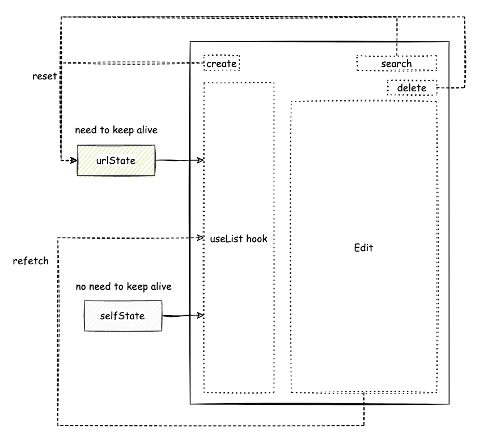 create
search
reset
delete
need to keep alive
urlState
useList hook
Edit
refetch
no need to keep alive
selfState